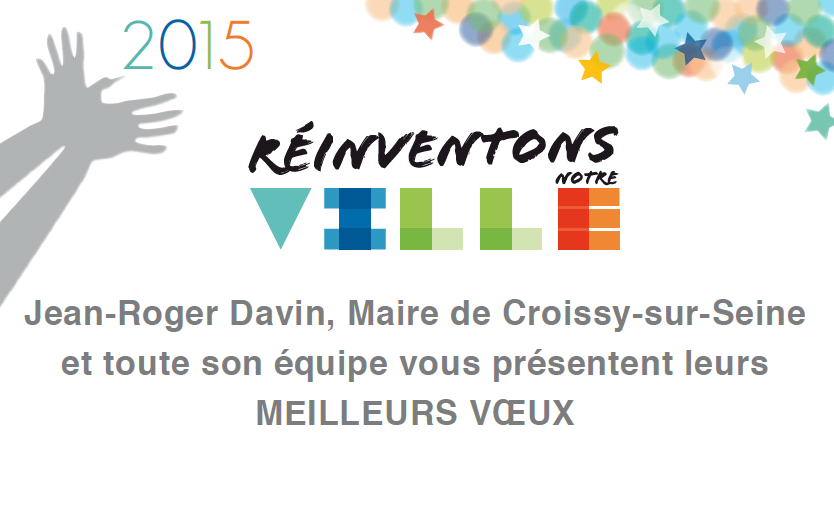 2015
RÉINVENTONS
NOTRE
VILLE
Jean-Roger Davin, Maire de Croissy-sur-Seine
et toute son équipe vous présentent leurs
MEILLEURS VŒUX